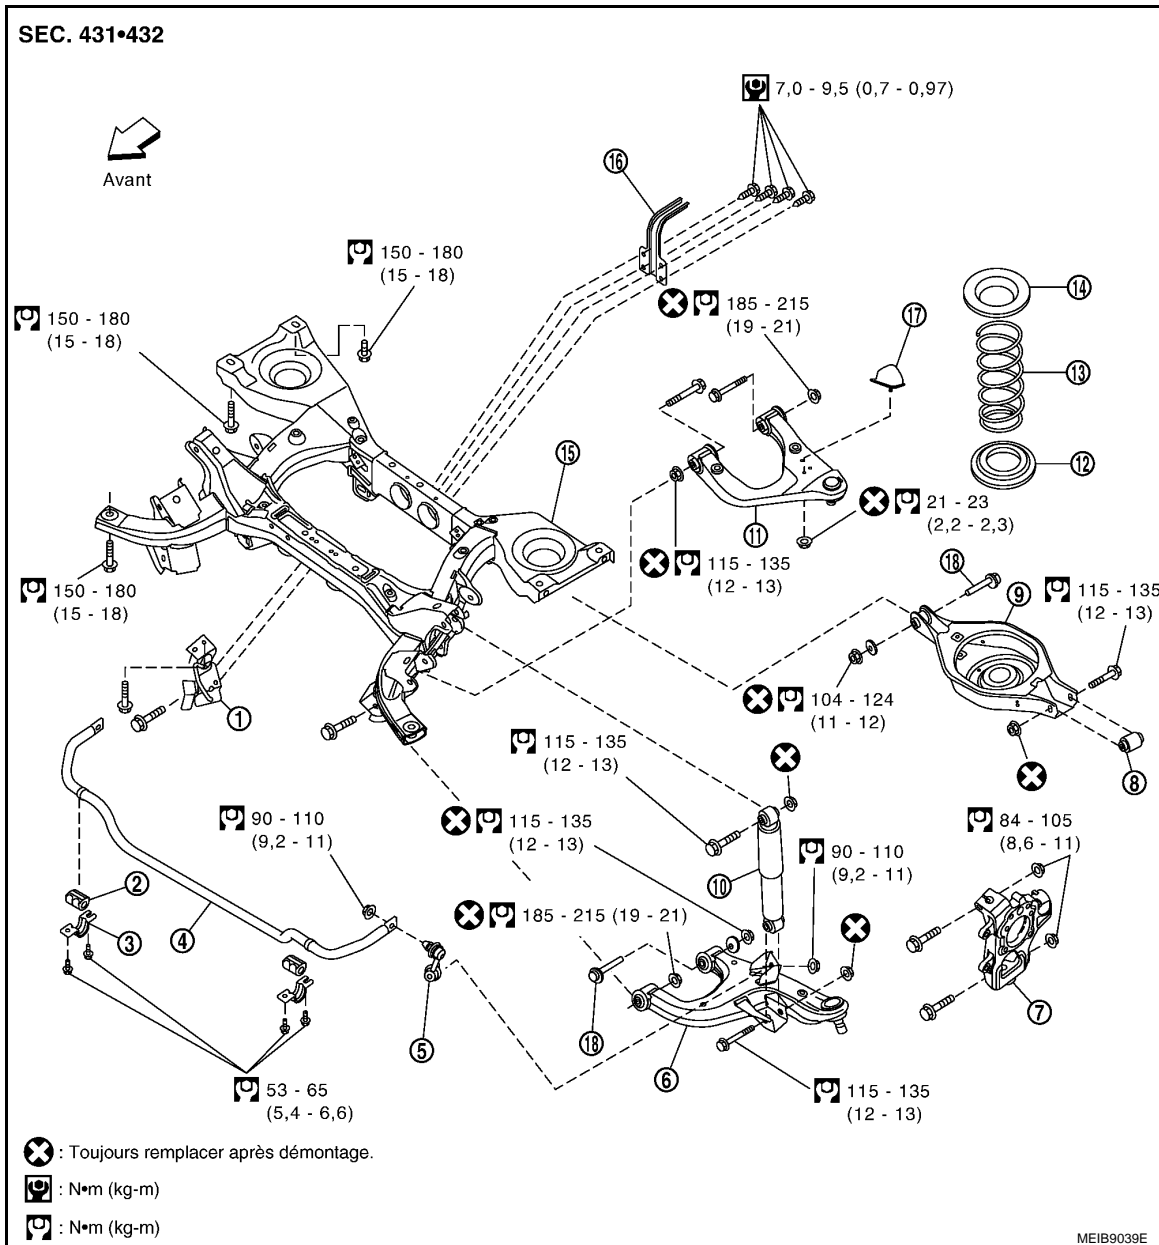 SEC. 431•432
7,0 - 9,5 (0,7 - 0,97)
Avant
16
150 - 180
(15 - 18)
185 - 215
(19 - 21)
14
17
150 - 180
(15 - 18)
13
15
12
21 - 23
(2,2 - 2,3)
11
115 - 135
(12 - 13)
18
9
115 - 135
(12 - 13)
150 - 180
(15 - 18)
104 - 124
(11 - 12)
1
115 - 135
(12 - 13)
8
90 - 110
(9,2 - 11)
115 - 135
(12 - 13)
84 - 105
(8,6 - 11)
90 - 110
(9,2 - 11)
2
10
3
4
185 - 215 (19 - 21)
5
18
6
7
53 - 65
(5,4 - 6,6)
115 - 135
(12 - 13)
: Toujours remplacer après démontage.
: N•m (kg-m)
: N•m (kg-m)
MEIB9039E